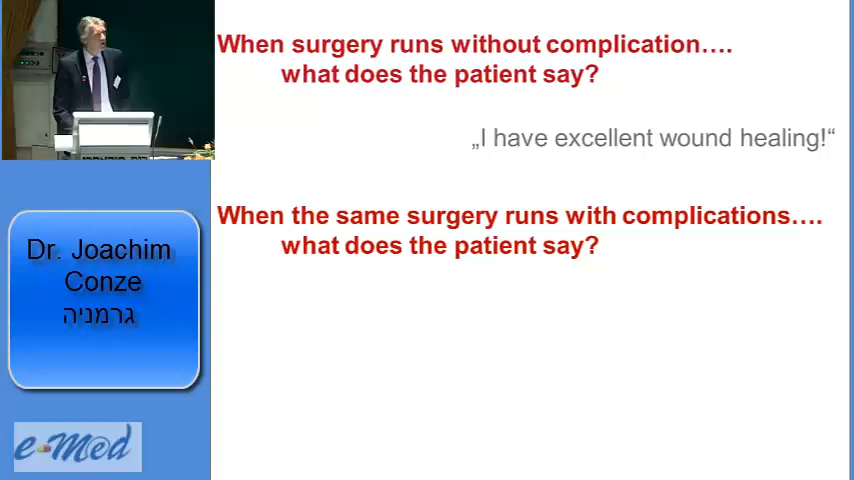 When surgery runs without complication….
what does the patient say?
„I have excellent wound healing!“
When the same surgery runs with complications….
what does the patient say?
Dr. Joachim
Conze
גרמניה
e-Med